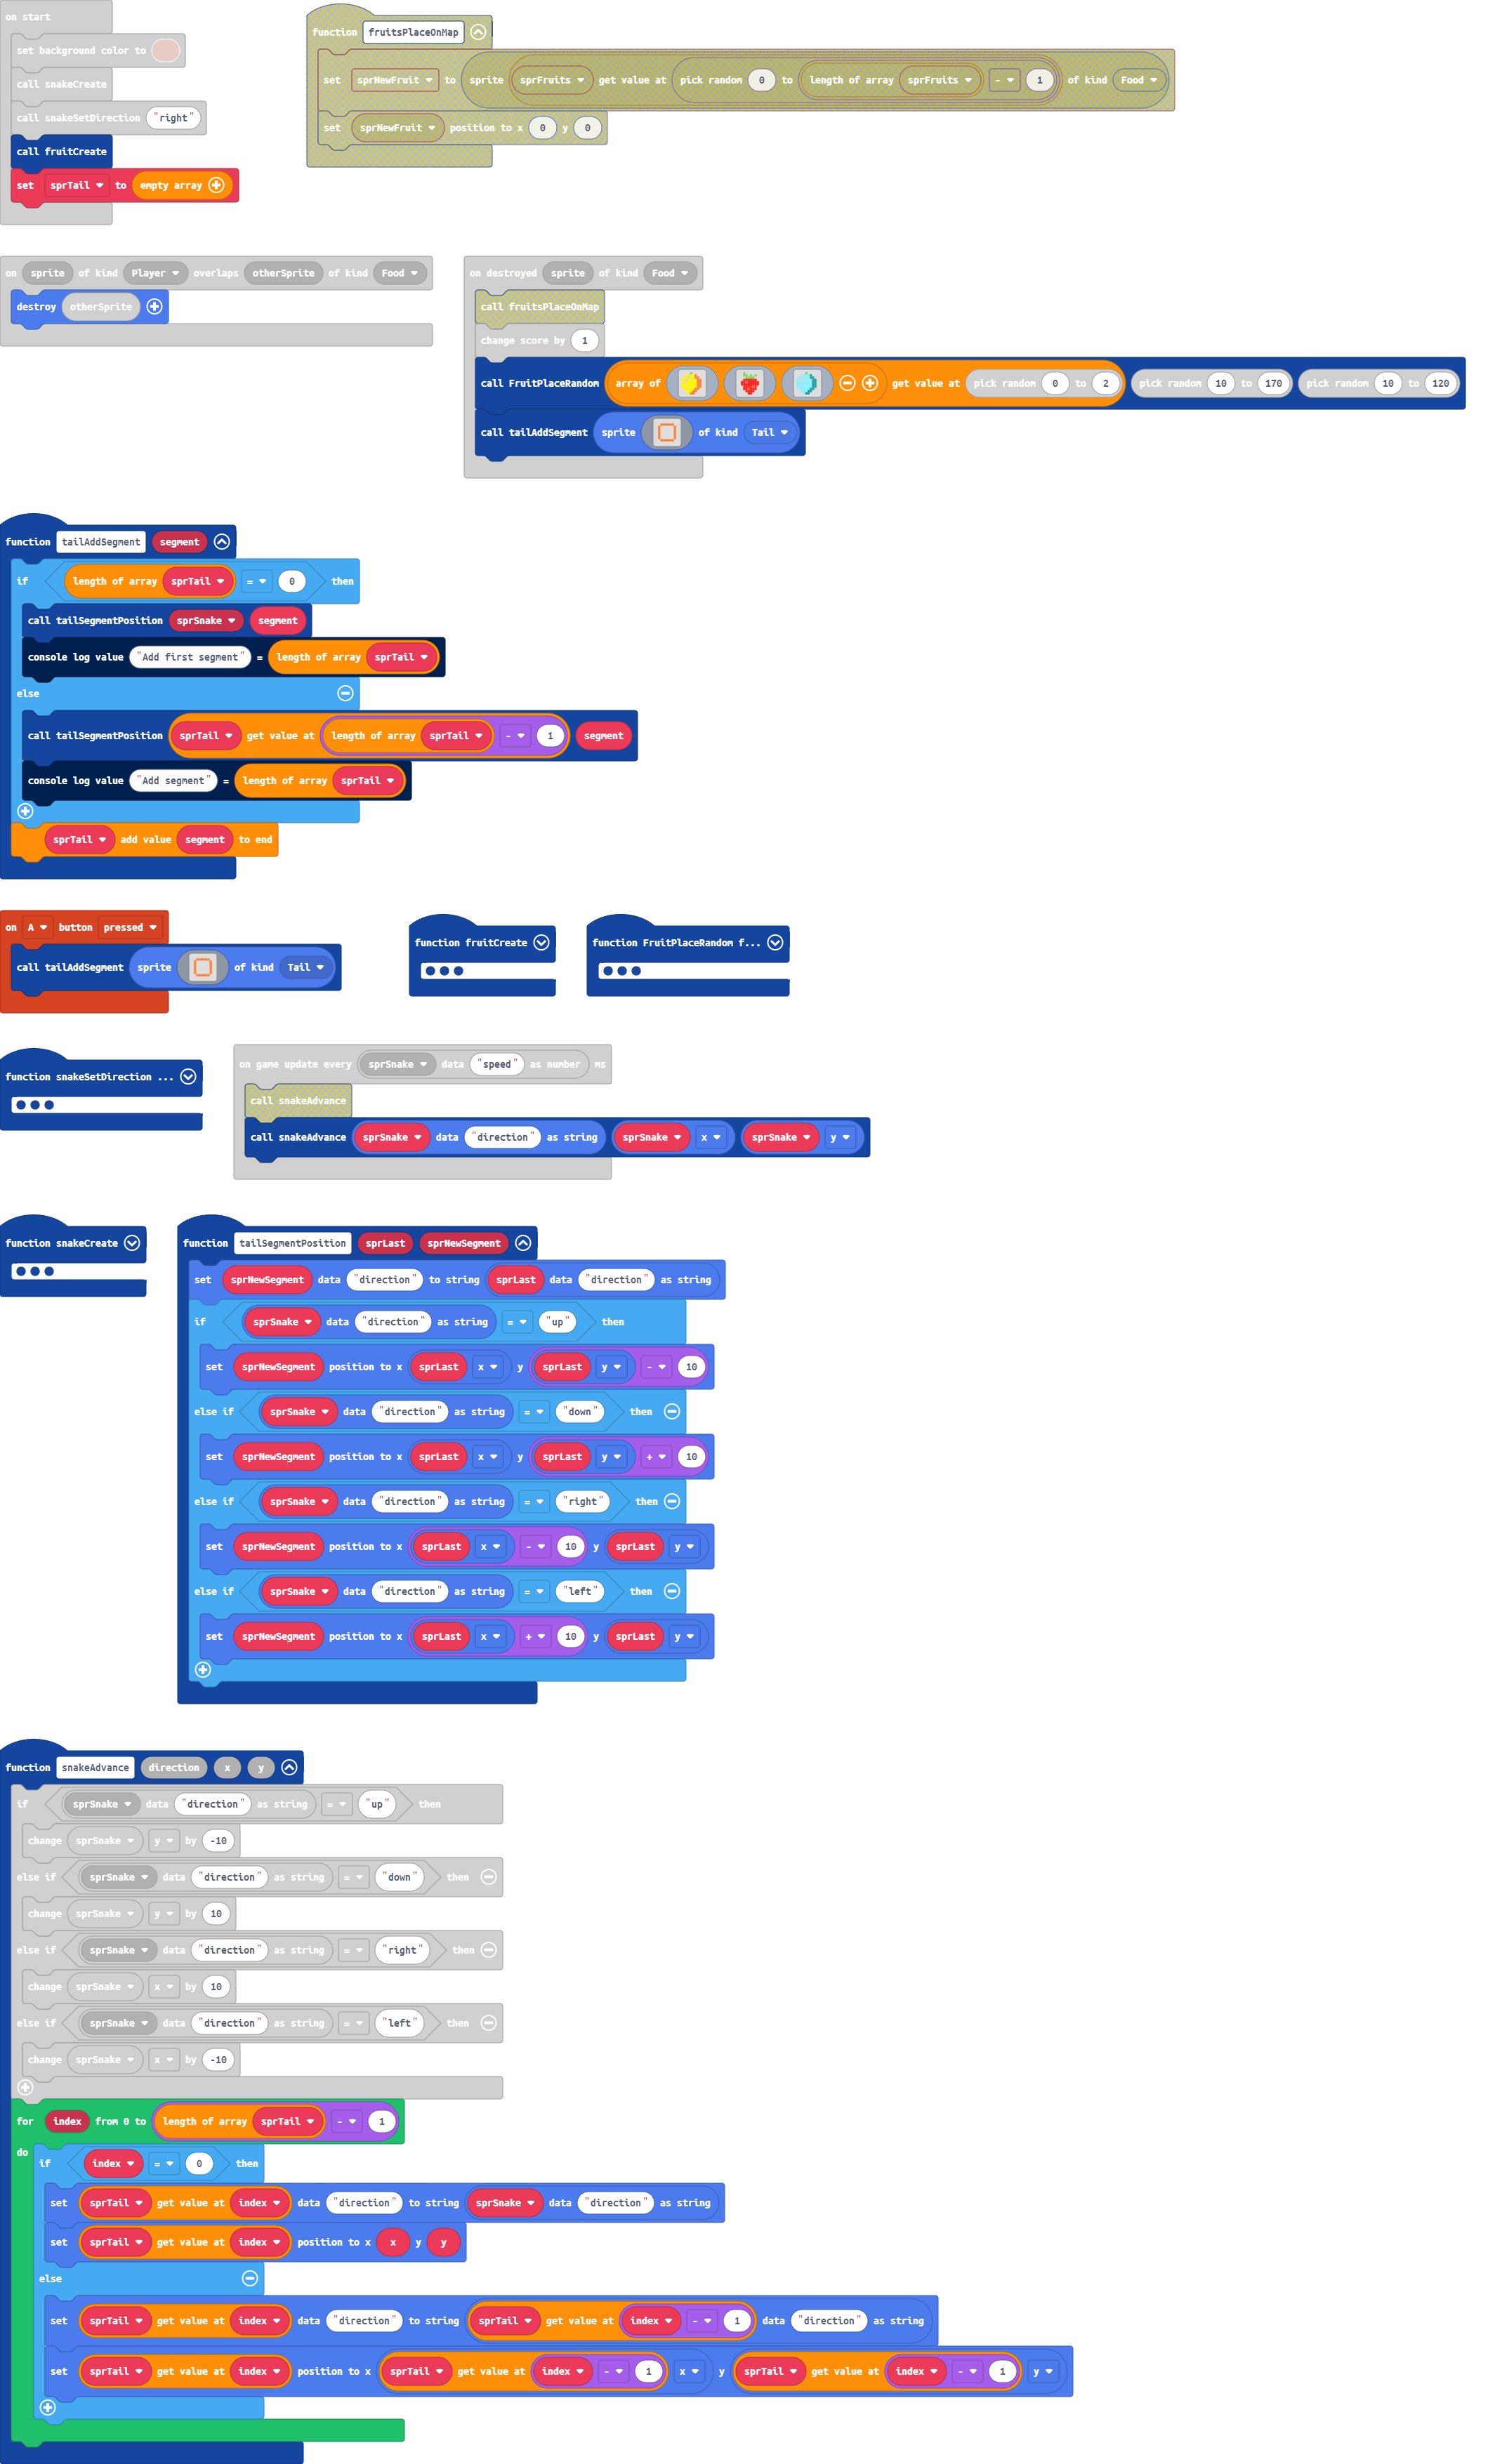 on start
set background color to
call snakeCreate
call snakeSetDirection "right"
call fruitCreate
set sprTail to empty array
function fruitsPlaceOnMap
set sprNewFruit to sprite sprFruits get value at pick random 0 to length of array sprFruits - 1 of kind Food
set sprNewFruit position to x 0 y 0
on sprite of kind Player overlaps otherSprite of kind Food
destroy otherSprite
on destroyed sprite of kind Food
call fruitsPlaceOnMap
change score by 1
call FruitPlaceRandom array of get value at pick random 0 to 2 pick random 10 to 170 pick random 10 to 120
call tailAddSegment sprite of kind Tail
function tailAddSegment segment
if length of array sprTail = 0 then
call tailSegmentPosition sprSnake segment
console log value "Add first segment" = length of array sprTail
else
call tailSegmentPosition sprTail get value at length of array sprTail - 1 segment
console log value "Add segment" = length of array sprTail
sprTail add value segment to end
on A button pressed
call tailAddSegment sprite of kind Tail
function fruitCreate
function FruitPlaceRandom f...
function snakeSetDirection ...
on game update every sprSnake data "speed" as number ms
call snakeAdvance
call snakeAdvance sprSnake data "direction" as string sprSnake x sprSnake y
function snakeCreate
function tailSegmentPosition sprLast sprNewSegment
set sprNewSegment data "direction" to string sprLast data "direction" as string
if sprSnake data "direction" as string = "up" then
set sprNewSegment position to x sprLast x y sprLast y - 10
else if sprSnake data "direction" as string = "down" then
set sprNewSegment position to x sprLast x y sprLast y + 10
else if sprSnake data "direction" as string = "right" then
set sprNewSegment position to x sprLast x - 10 y sprLast y
else if sprSnake data "direction" as string = "left" then
set sprNewSegment position to x sprLast x + 10 y sprLast y
function snakeAdvance direction x y
if sprSnake data "direction" as string = "up" then
change sprSnake y by -10
else if sprSnake data "direction" as string = "down" then
change sprSnake y by 10
else if sprSnake data "direction" as string = "right" then
change sprSnake x by 10
else if sprSnake data "direction" as string = "left" then
change sprSnake x by -10
for index from 0 to length of array sprTail - 1
do
if index = 0 then
set sprTail get value at index data "direction" to string sprSnake data "direction" as string
set sprTail get value at index position to x x y y
else
set sprTail get value at index data "direction" to string sprTail get value at index - 1 data "direction" as string
set sprTail get value at index position to x sprTail get value at index - 1 x y sprTail get value at index - 1 y